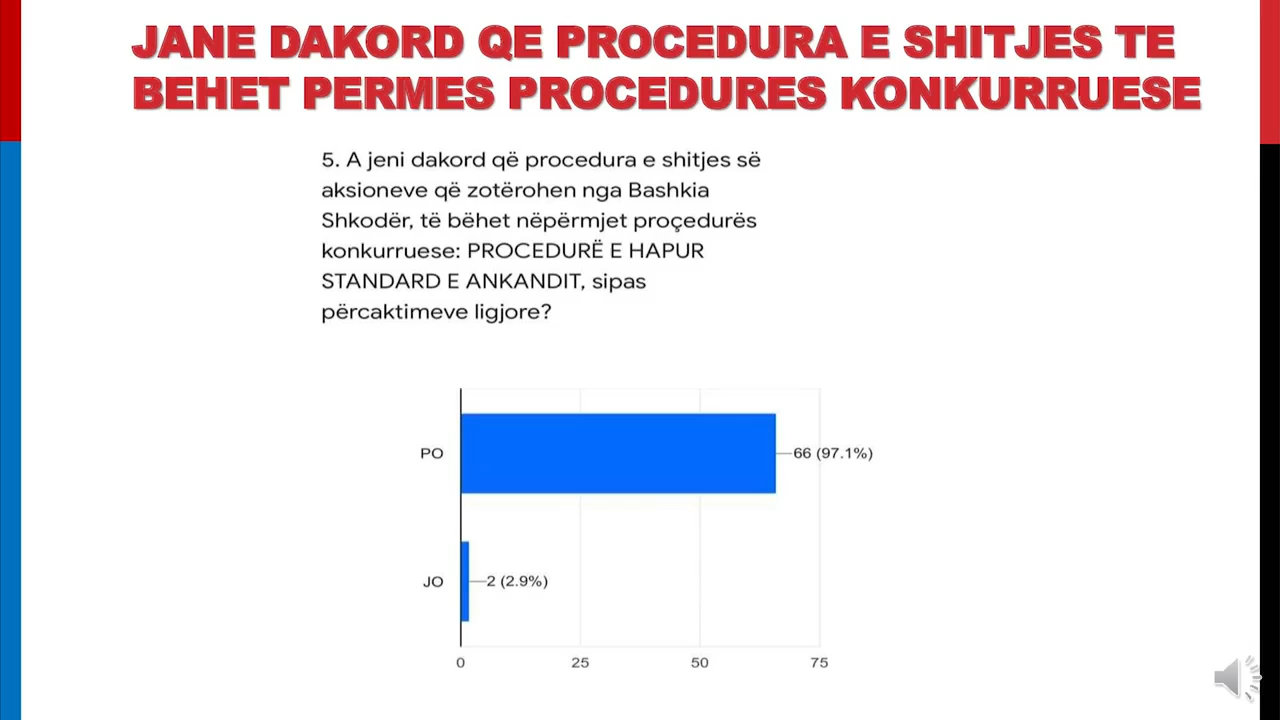 JANE DAKORD QE PROCEDURA E SHITJES TE
BEHET PERMES PROCEDURES KONKURRUESE
5. A jeni dakord që procedura e shitjes së
aksioneve që zotërohen nga Bashkia
Shkodër, të bëhet nëpërmjet proçedurës
konkurruese: PROCEDURË E HAPUR
STANDARD E ANKANDIT, sipas
përcaktimeve ligjore?
PO
66 (97.1%)
JO
2 (2.9%)
0 25 50 75